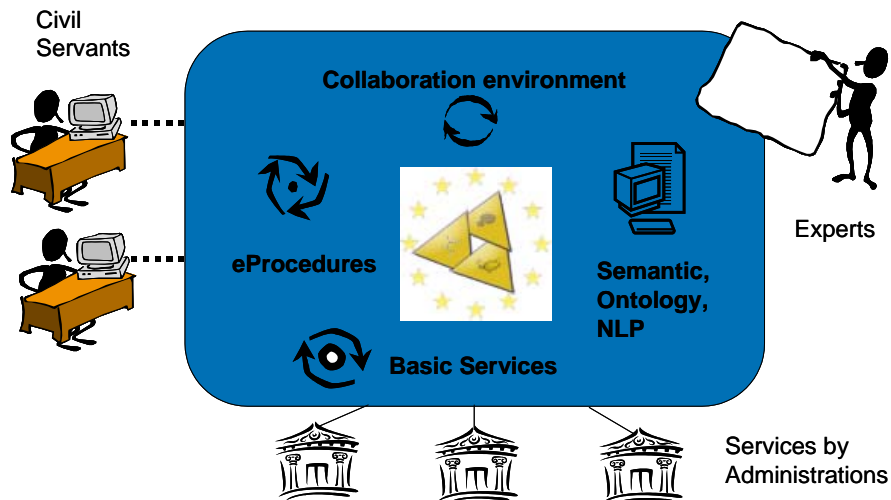 Civil
Servants
Collaboration environment
Experts
eProcedures
Semantic,
Ontology,
NLP
Basic Services
Services by
Administrations